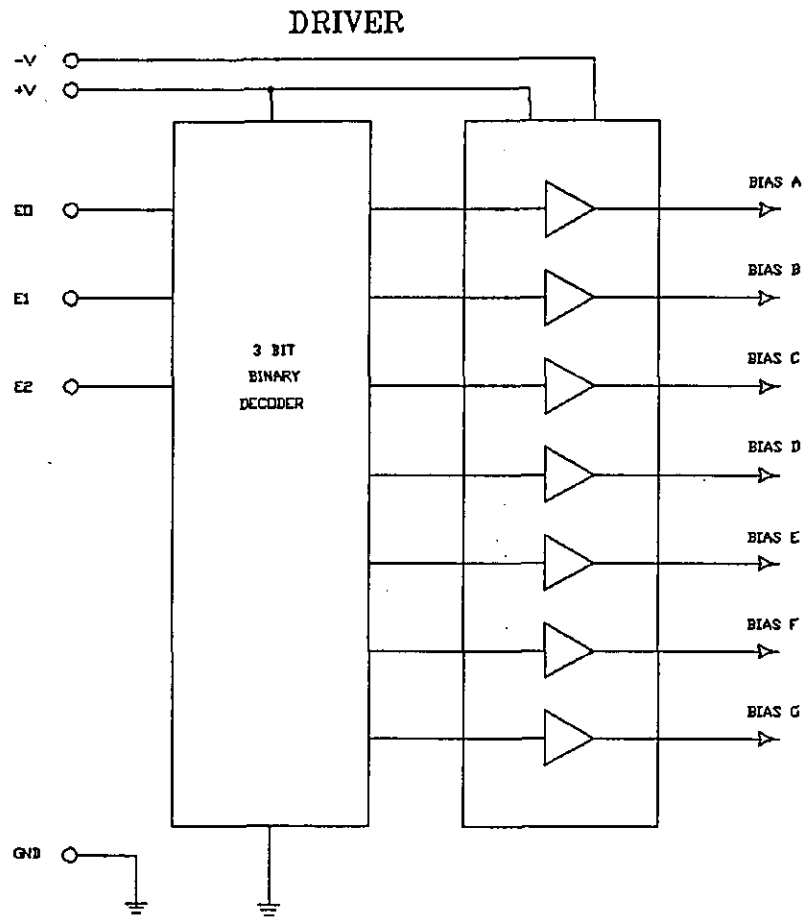 DRIVER
-V
+V
E0
E1
E2
3 BIT
BINARY
DECODER
BIAS A
BIAS B
BIAS C
BIAS D
BIAS E
BIAS F
BIAS G
GND